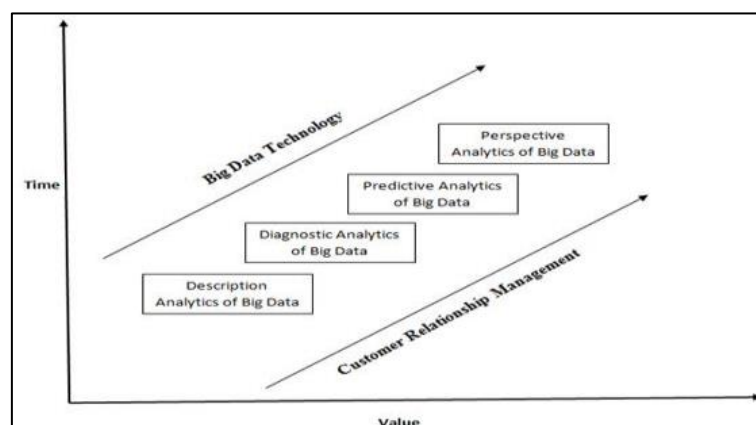 Big Data Technology
Perspective
Analytics of Big Data
Time
Predictive Analytics
of Big Data
Diagnostic Analytics
of Big Data
Description
Analytics of Big Data
Customer Relationship Management
Value